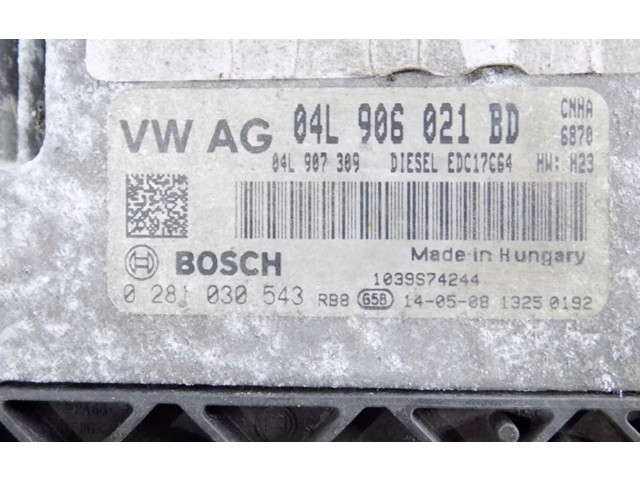 VW AG 04L 906 021 BD CNHA
6870
04L 907 309 DIESEL EDC17C64 HW: H23
BOSCH Made in Hungary
1039S74244
0 281 030 543 RB8 G5B 14-05-08 1325 0192